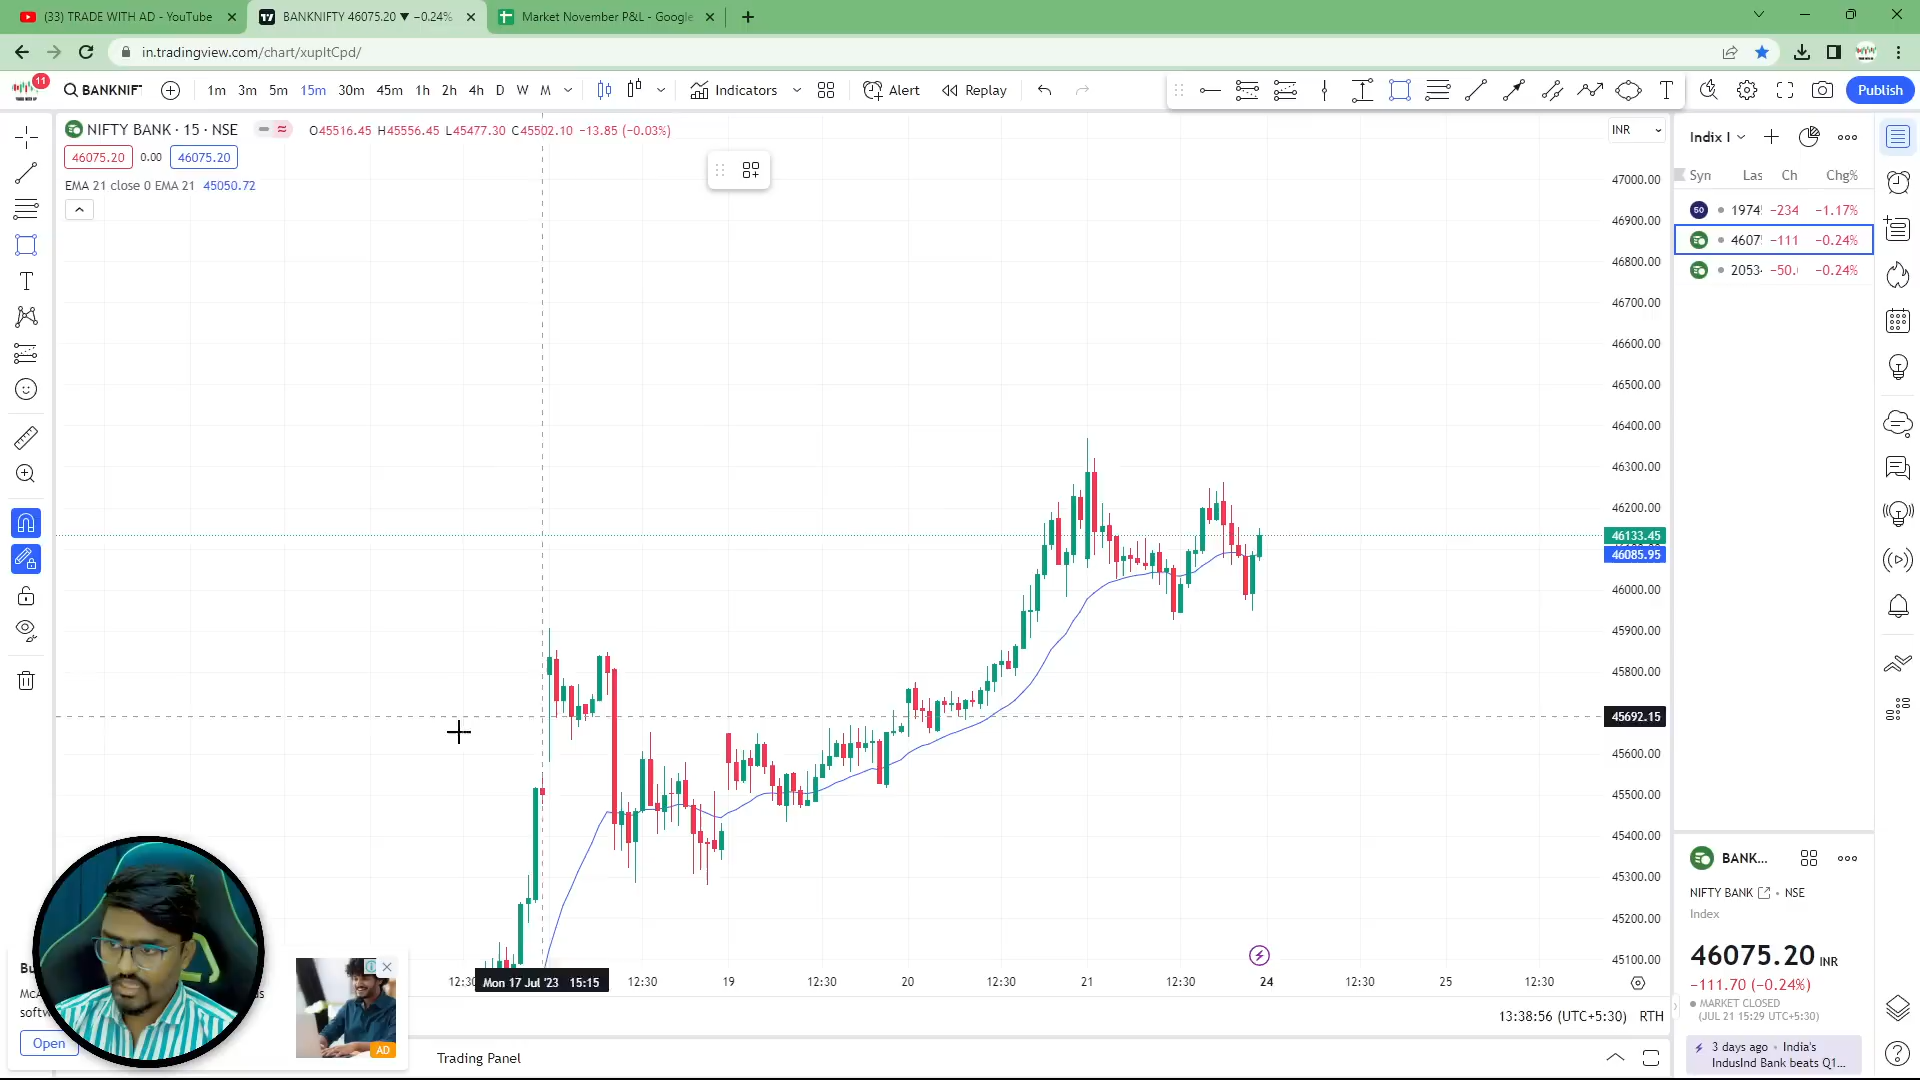 (33) TRADE WITH AD - YouTube
BANKNIFTY 46075.20 ▼ −0.24%
Market November P&L - Google
in.tradingview.com/chart/xupItCpd/
11
BANKNIF
1m 3m 5m 15m 30m 45m 1h 2h 4h D W M
Indicators
Alert
Replay
Publish
NIFTY BANK · 15 · NSE
O45516.45 H45556.45 L45477.30 C45502.10 −13.85 (−0.03%)
46075.20 0.00 46075.20
EMA 21 close 0 EMA 21 45050.72
INR
47000.00
46900.00
46800.00
46700.00
46600.00
46500.00
46400.00
46300.00
46200.00
46133.45
46085.95
46000.00
45900.00
45800.00
45692.15
45600.00
45500.00
45400.00
45300.00
45200.00
45100.00
12:30 Mon 17 Jul '23 15:15 12:30 19 12:30 20 12:30 21 12:30 24 12:30 25 12:30
13:38:56 (UTC+5:30) RTH
Trading Panel
Open
AD
Indix I
Syn Las Ch Chg%
50 1974 −234 −1.17%
4607 −111 −0.24%
2053 −50. −0.24%
BANK...
NIFTY BANK • NSE
Index
46075.20 INR
−111.70 (−0.24%)
MARKET CLOSED
(JUL 21 15:29 UTC+5:30)
3 days ago • India's
IndusInd Bank beats Q1...